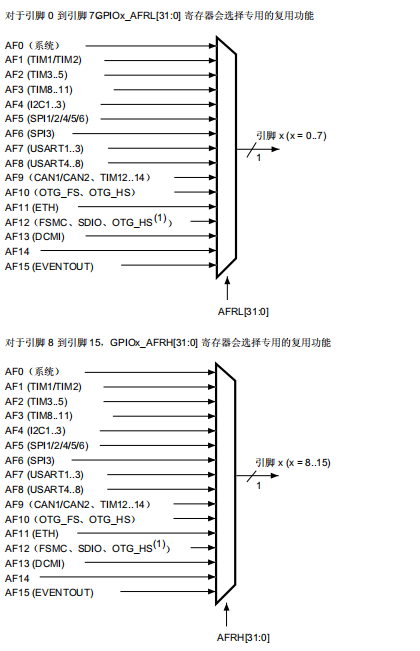 对于引脚 0 到引脚 7GPIOx_AFRL[31:0] 寄存器会选择专用的复用功能
AF0（系统）
AF1 (TIM1/TIM2)
AF2 (TIM3..5)
AF3 (TIM8..11)
AF4 (I2C1..3)
AF5 (SPI1/2/4/5/6)
AF6 (SPI3)
AF7 (USART1..3)
AF8 (USART4..8)
AF9（CAN1/CAN2、TIM12..14）
AF10（OTG_FS、OTG_HS）
AF11 (ETH)
AF12（FSMC、SDIO、OTG_HS(1)）
AF13 (DCMI)
AF14
AF15 (EVENTOUT)
引脚 x (x = 0..7)
1
AFRL[31:0]
对于引脚 8 到引脚 15，GPIOx_AFRH[31:0] 寄存器会选择专用的复用功能
AF0（系统）
AF1 (TIM1/TIM2)
AF2 (TIM3..5)
AF3 (TIM8..11)
AF4 (I2C1..3)
AF5 (SPI1/2/4/5/6)
AF6 (SPI3)
AF7 (USART1..3)
AF8 (USART4..8)
AF9（CAN1/CAN2、TIM12..14）
AF10（OTG_FS、OTG_HS）
AF11 (ETH)
AF12（FSMC、SDIO、OTG_HS(1)）
AF13 (DCMI)
AF14
AF15 (EVENTOUT)
引脚 x (x = 8..15)
1
AFRH[31:0]